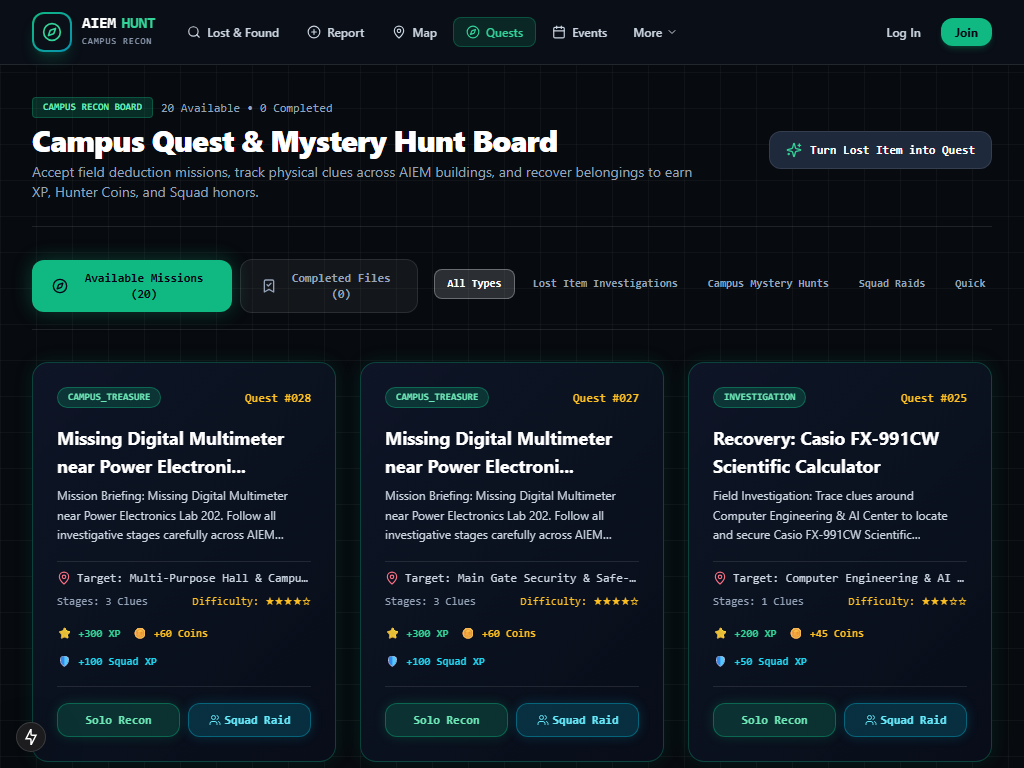 AIEM HUNT
CAMPUS RECON
Lost & Found
Report
Map
Quests
Events
More
Log In
Join
CAMPUS RECON BOARD
20 Available • 0 Completed
Campus Quest & Mystery Hunt Board
Accept field deduction missions, track physical clues across AIEM buildings, and recover belongings to earn
XP, Hunter Coins, and Squad honors.
Turn Lost Item into Quest
Available Missions
(20)
Completed Files
(0)
All Types
Lost Item Investigations
Campus Mystery Hunts
Squad Raids
Quick
CAMPUS_TREASURE
Quest #028
Missing Digital Multimeter
near Power Electroni...
Mission Briefing: Missing Digital Multimeter
near Power Electronics Lab 202. Follow all
investigative stages carefully across AIEM...
Target: Multi-Purpose Hall & Campu…
Stages: 3 Clues
Difficulty: ★★★★☆
+300 XP
+60 Coins
+100 Squad XP
Solo Recon
Squad Raid
CAMPUS_TREASURE
Quest #027
Missing Digital Multimeter
near Power Electroni...
Mission Briefing: Missing Digital Multimeter
near Power Electronics Lab 202. Follow all
investigative stages carefully across AIEM...
Target: Main Gate Security & Safe-…
Stages: 3 Clues
Difficulty: ★★★★☆
+300 XP
+60 Coins
+100 Squad XP
Solo Recon
Squad Raid
INVESTIGATION
Quest #025
Recovery: Casio FX-991CW
Scientific Calculator
Field Investigation: Trace clues around
Computer Engineering & AI Center to locate
and secure Casio FX-991CW Scientific...
Target: Computer Engineering & AI …
Stages: 1 Clues
Difficulty: ★★★☆☆
+200 XP
+45 Coins
+50 Squad XP
Solo Recon
Squad Raid